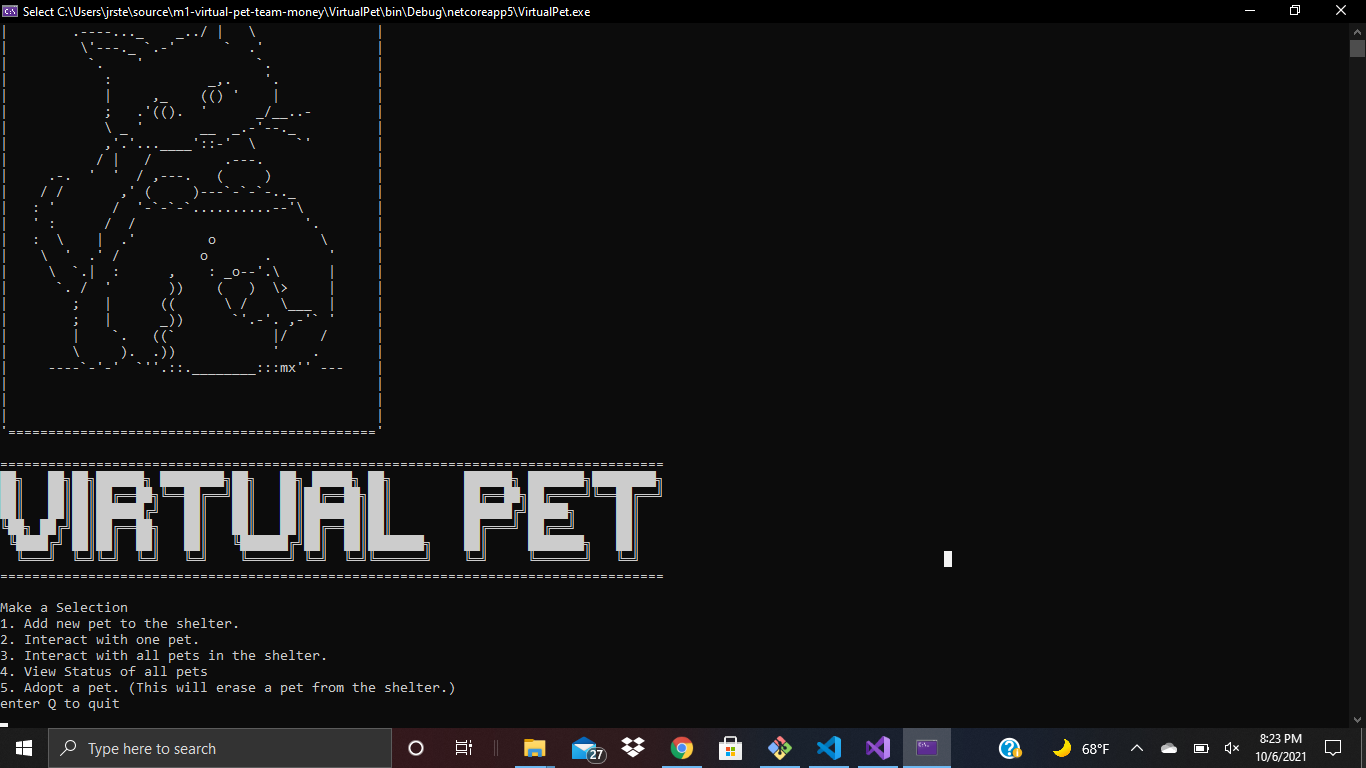 Select C:\Users\jrste\source\m1-virtual-pet-team-money\VirtualPet\bin\Debug\netcoreapp5\VirtualPet.exe
mx
VIRTUAL PET
Make a Selection
1. Add new pet to the shelter.
2. Interact with one pet.
3. Interact with all pets in the shelter.
4. View Status of all pets
5. Adopt a pet. (This will erase a pet from the shelter.)
enter Q to quit
Type here to search
27
68°F
8:23 PM
10/6/2021